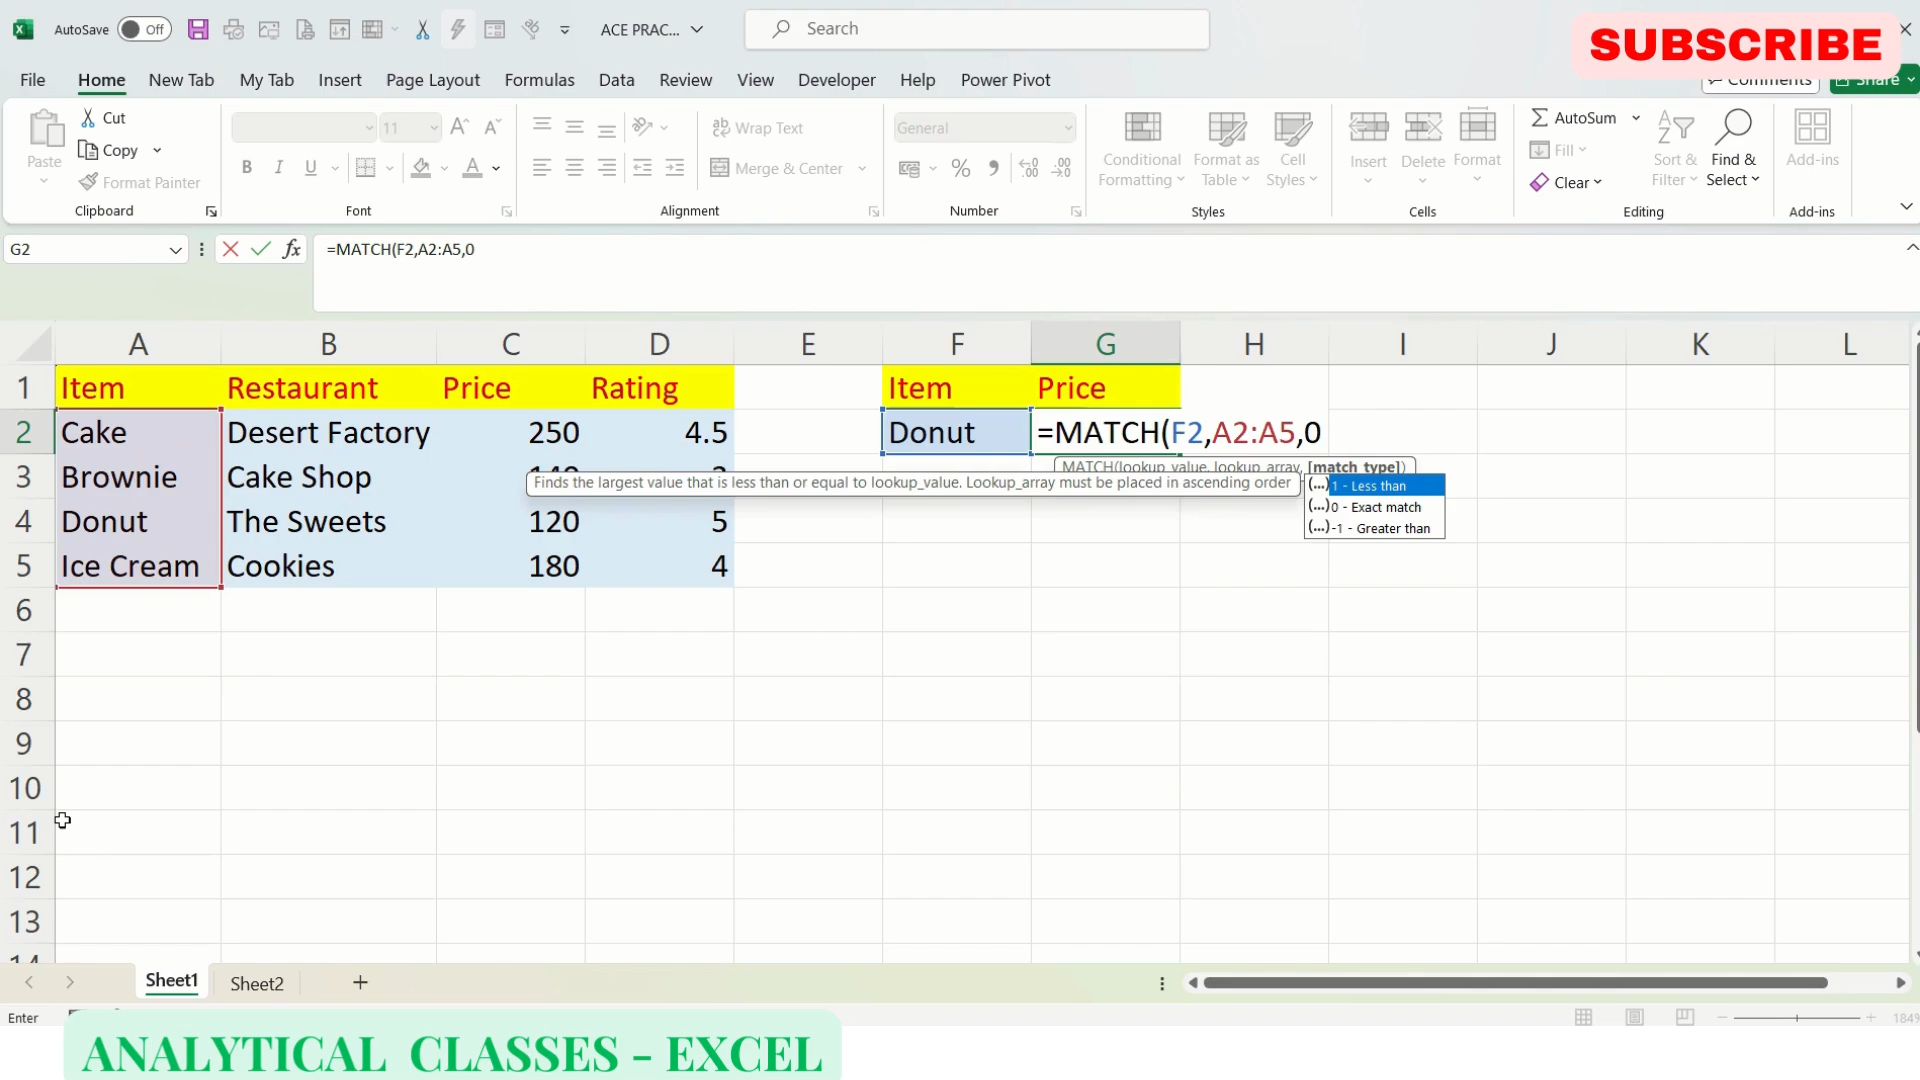 AutoSave Off ACE PRAC... Search
SUBSCRIBE
File Home New Tab My Tab Insert Page Layout Formulas Data Review View Developer Help Power Pivot Comments Share
Paste Cut Copy Format Painter
Clipboard
11
B I U A
Font
Wrap Text
Merge & Center
Alignment
General
%
Number
Conditional Formatting
Format as Table
Cell Styles
Styles
Insert Delete Format
Cells
AutoSum
Fill
Clear
Sort & Filter
Find & Select
Editing
Add-ins
Add-ins
G2 fx =MATCH(F2,A2:A5,0
A B C D E F G H I J K L
1 Item Restaurant Price Rating Item Price
2 Cake Desert Factory 250 4.5 Donut =MATCH(F2,A2:A5,0
MATCH(lookup_value, lookup_array, [match_type])
3 Brownie Cake Shop
Finds the largest value that is less than or equal to lookup_value. Lookup_array must be placed in ascending order
(...) 1 - Less than
(...) 0 - Exact match
(...) -1 - Greater than
4 Donut The Sweets 120 5
5 Ice Cream Cookies 180 4
6
7
8
9
10
11
12
13
14
Sheet1 Sheet2
Enter
ANALYTICAL CLASSES - EXCEL